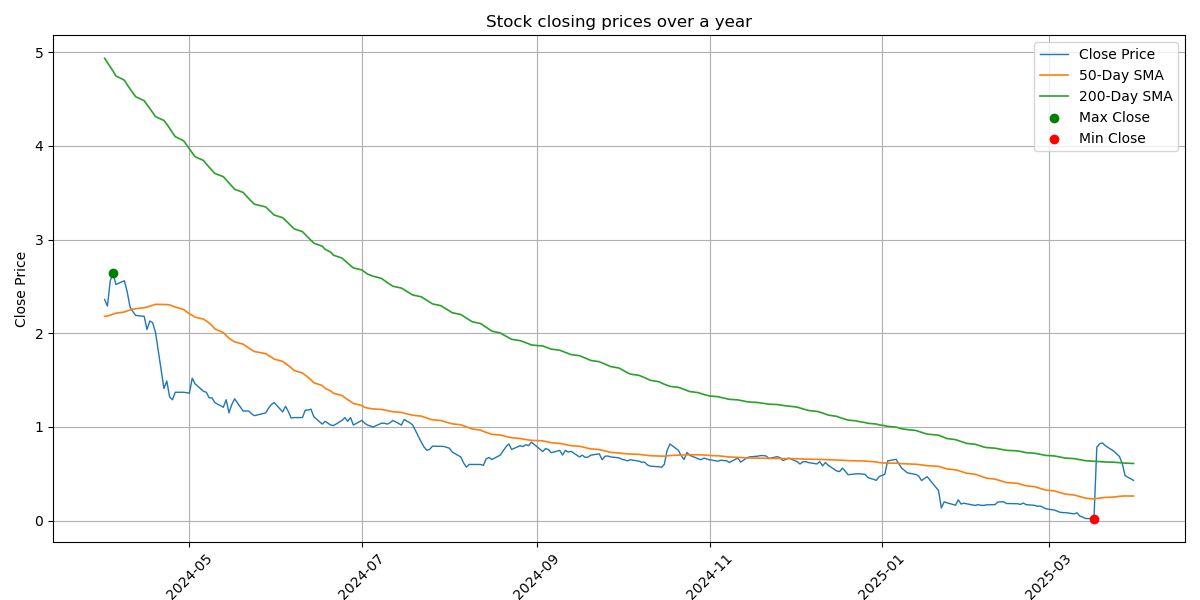 Stock closing prices over a year
Close Price
5
4
3
2
1
0
Close Price
50-Day SMA
200-Day SMA
Max Close
Min Close
2024-05
2024-07
2024-09
2024-11
2025-01
2025-03